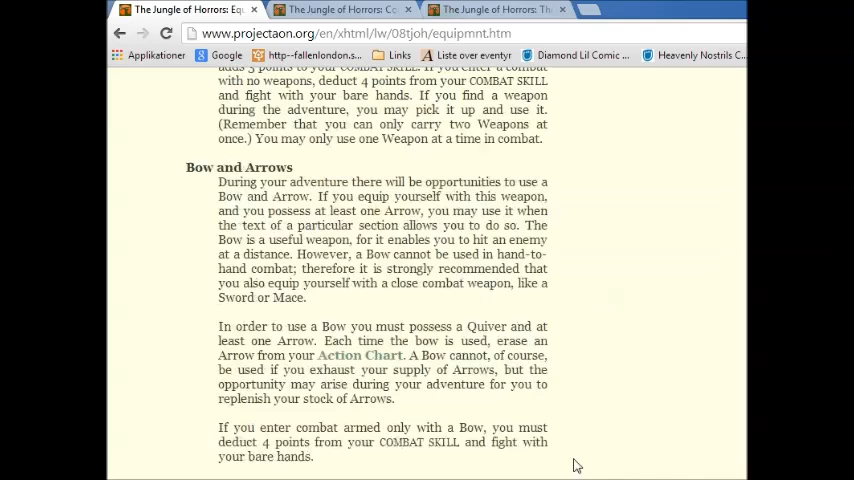 The Jungle of Horrors: Equ
The Jungle of Horrors: Co
The Jungle of Horrors: Th
www.projectaon.org/en/xhtml/lw/08tjoh/equipmnt.htm
Applikationer
Google
http--fallenlondon.st...
Links
Liste over eventyr
Diamond Lil Comic ...
Heavenly Nostrils C
adds 3 points to your COMBAT SKILL. If you enter a combat
with no weapons, deduct 4 points from your COMBAT SKILL
and fight with your bare hands. If you find a weapon
during the adventure, you may pick it up and use it.
(Remember that you can only carry two Weapons at
once.) You may only use one Weapon at a time in combat.
Bow and Arrows
During your adventure there will be opportunities to use a
Bow and Arrow. If you equip yourself with this weapon,
and you possess at least one Arrow, you may use it when
the text of a particular section allows you to do so. The
Bow is a useful weapon, for it enables you to hit an enemy
at a distance. However, a Bow cannot be used in hand-to-
hand combat; therefore it is strongly recommended that
you also equip yourself with a close combat weapon, like a
Sword or Mace.
In order to use a Bow you must possess a Quiver and at
least one Arrow. Each time the bow is used, erase an
Arrow from your Action Chart. A Bow cannot, of course,
be used if you exhaust your supply of Arrows, but the
opportunity may arise during your adventure for you to
replenish your stock of Arrows.
If you enter combat armed only with a Bow, you must
deduct 4 points from your COMBAT SKILL and fight with
your bare hands.